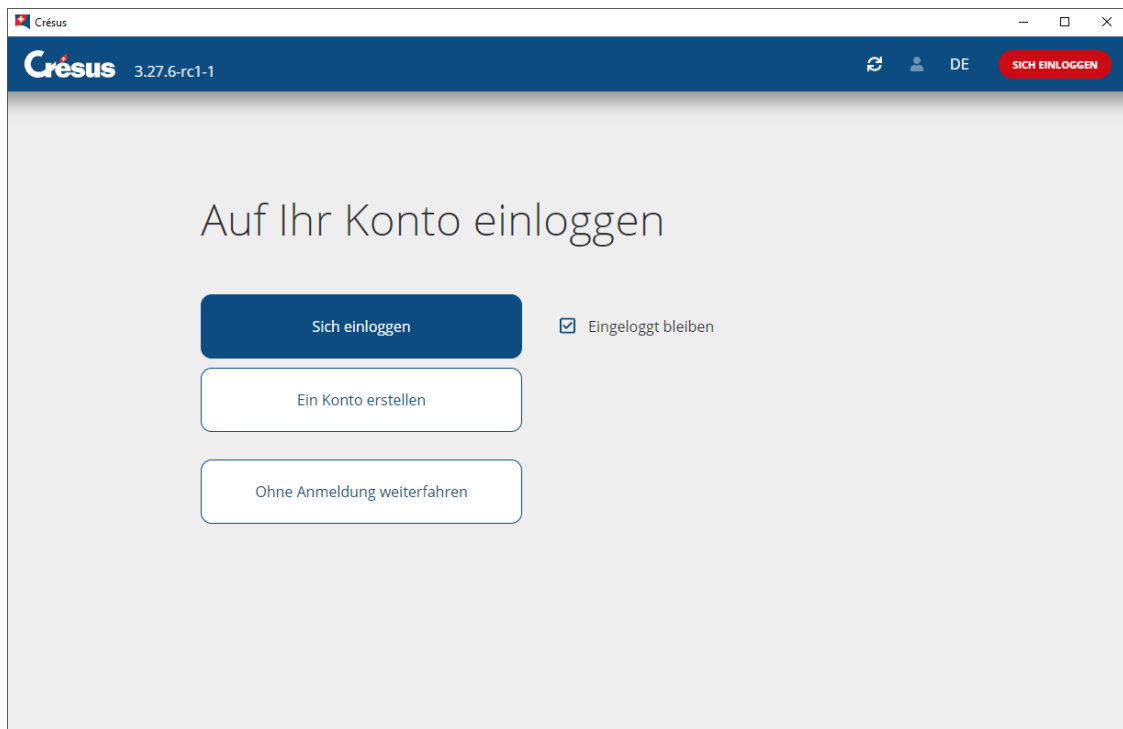 Crésus
Crésus 3.27.6-rc1-1 DE SICH EINLOGGEN
Auf Ihr Konto einloggen
Sich einloggen Eingeloggt bleiben
Ein Konto erstellen
Ohne Anmeldung weiterfahren